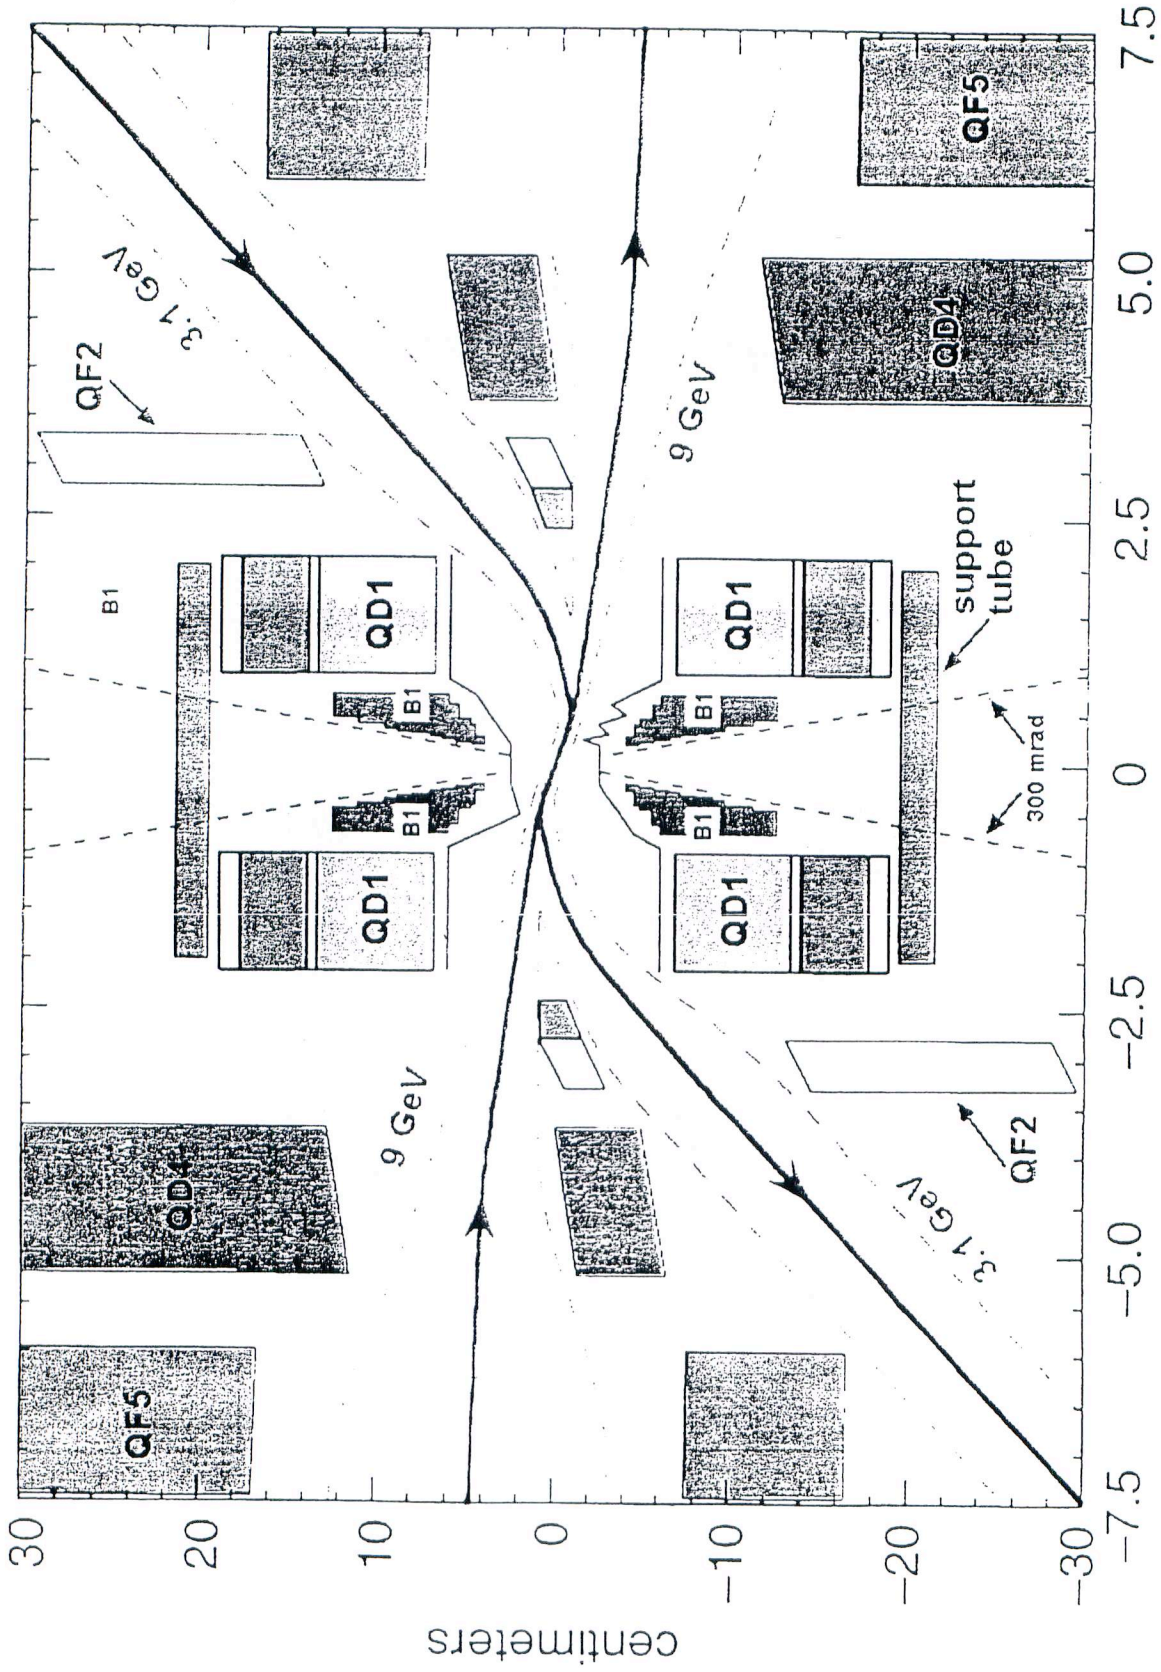 30
QF2
B1
3.1 GeV
QF5
QD4
20
10
QD1
QD1
9 GeV
B1
B1
centimeters
0
9 GeV
B1
B1
−10
QD1
QD1
−20
3.1 GeV
QD4
support
tube
QF5
QF2
300 mrad
−30
−7.5 −5.0 −2.5 0 2.5 5.0 7.5